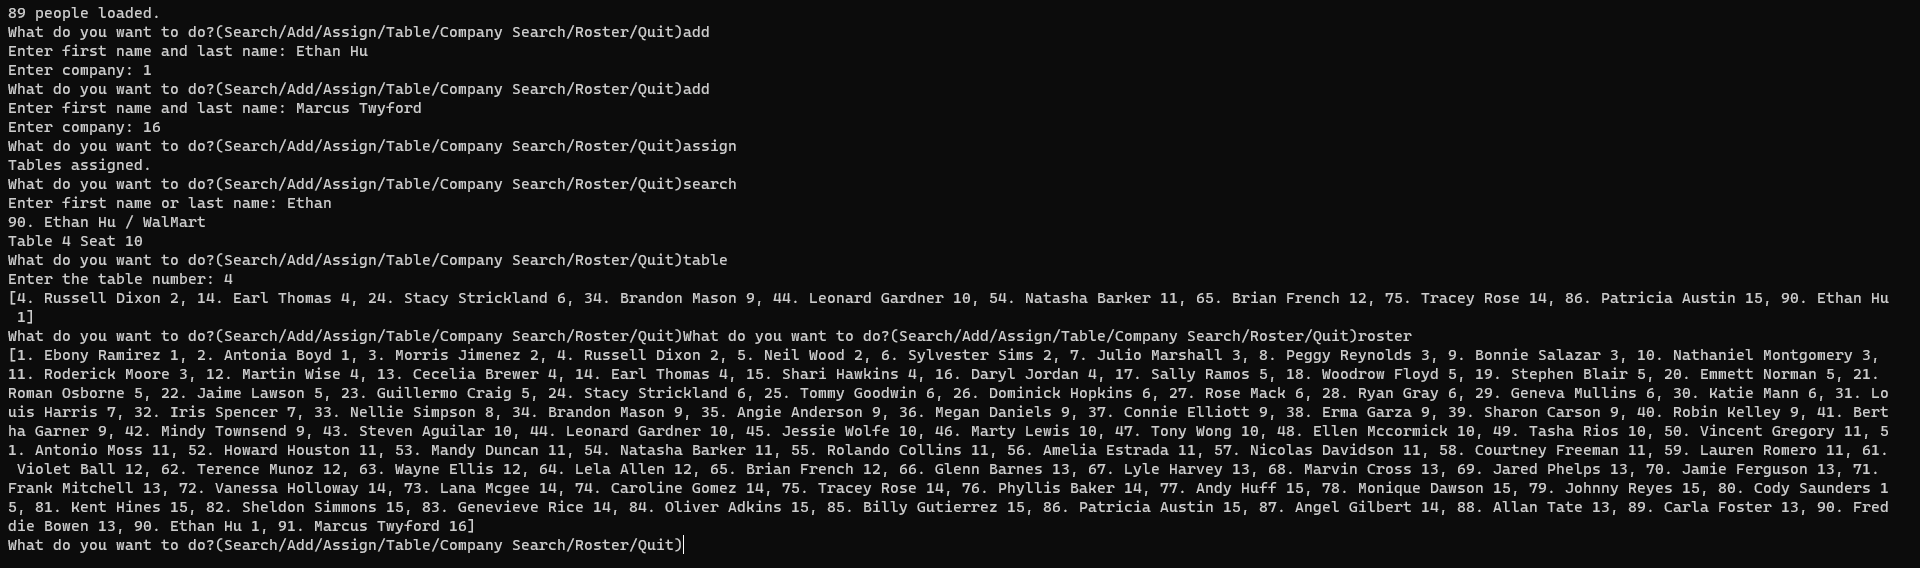 89 people loaded.
What do you want to do?(Search/Add/Assign/Table/Company Search/Roster/Quit)add
Enter first name and last name: Ethan Hu
Enter company: 1
What do you want to do?(Search/Add/Assign/Table/Company Search/Roster/Quit)add
Enter first name and last name: Marcus Twyford
Enter company: 16
What do you want to do?(Search/Add/Assign/Table/Company Search/Roster/Quit)assign
Tables assigned.
What do you want to do?(Search/Add/Assign/Table/Company Search/Roster/Quit)search
Enter first name or last name: Ethan
90. Ethan Hu / WalMart
Table 4 Seat 10
What do you want to do?(Search/Add/Assign/Table/Company Search/Roster/Quit)table
Enter the table number: 4
[4. Russell Dixon 2, 14. Earl Thomas 4, 24. Stacy Strickland 6, 34. Brandon Mason 9, 44. Leonard Gardner 10, 54. Natasha Barker 11, 65. Brian French 12, 75. Tracey Rose 14, 86. Patricia Austin 15, 90. Ethan Hu
 1]
What do you want to do?(Search/Add/Assign/Table/Company Search/Roster/Quit)What do you want to do?(Search/Add/Assign/Table/Company Search/Roster/Quit)roster
[1. Ebony Ramirez 1, 2. Antonia Boyd 1, 3. Morris Jimenez 2, 4. Russell Dixon 2, 5. Neil Wood 2, 6. Sylvester Sims 2, 7. Julio Marshall 3, 8. Peggy Reynolds 3, 9. Bonnie Salazar 3, 10. Nathaniel Montgomery 3,
11. Roderick Moore 3, 12. Martin Wise 4, 13. Cecelia Brewer 4, 14. Earl Thomas 4, 15. Shari Hawkins 4, 16. Daryl Jordan 4, 17. Sally Ramos 5, 18. Woodrow Floyd 5, 19. Stephen Blair 5, 20. Emmett Norman 5, 21.
Roman Osborne 5, 22. Jaime Lawson 5, 23. Guillermo Craig 5, 24. Stacy Strickland 6, 25. Tommy Goodwin 6, 26. Dominick Hopkins 6, 27. Rose Mack 6, 28. Ryan Gray 6, 29. Geneva Mullins 6, 30. Katie Mann 6, 31. Lo
uis Harris 7, 32. Iris Spencer 7, 33. Nellie Simpson 8, 34. Brandon Mason 9, 35. Angie Anderson 9, 36. Megan Daniels 9, 37. Connie Elliott 9, 38. Erma Garza 9, 39. Sharon Carson 9, 40. Robin Kelley 9, 41. Bert
ha Garner 9, 42. Mindy Townsend 9, 43. Steven Aguilar 10, 44. Leonard Gardner 10, 45. Jessie Wolfe 10, 46. Marty Lewis 10, 47. Tony Wong 10, 48. Ellen Mccormick 10, 49. Tasha Rios 10, 50. Vincent Gregory 11, 5
1. Antonio Moss 11, 52. Howard Houston 11, 53. Mandy Duncan 11, 54. Natasha Barker 11, 55. Rolando Collins 11, 56. Amelia Estrada 11, 57. Nicolas Davidson 11, 58. Courtney Freeman 11, 59. Lauren Romero 11, 61.
 Violet Ball 12, 62. Terence Munoz 12, 63. Wayne Ellis 12, 64. Lela Allen 12, 65. Brian French 12, 66. Glenn Barnes 13, 67. Lyle Harvey 13, 68. Marvin Cross 13, 69. Jared Phelps 13, 70. Jamie Ferguson 13, 71.
Frank Mitchell 13, 72. Vanessa Holloway 14, 73. Lana Mcgee 14, 74. Caroline Gomez 14, 75. Tracey Rose 14, 76. Phyllis Baker 14, 77. Andy Huff 15, 78. Monique Dawson 15, 79. Johnny Reyes 15, 80. Cody Saunders 1
5, 81. Kent Hines 15, 82. Sheldon Simmons 15, 83. Genevieve Rice 14, 84. Oliver Adkins 15, 85. Billy Gutierrez 15, 86. Patricia Austin 15, 87. Angel Gilbert 14, 88. Allan Tate 13, 89. Carla Foster 13, 90. Fred
die Bowen 13, 90. Ethan Hu 1, 91. Marcus Twyford 16]
What do you want to do?(Search/Add/Assign/Table/Company Search/Roster/Quit)